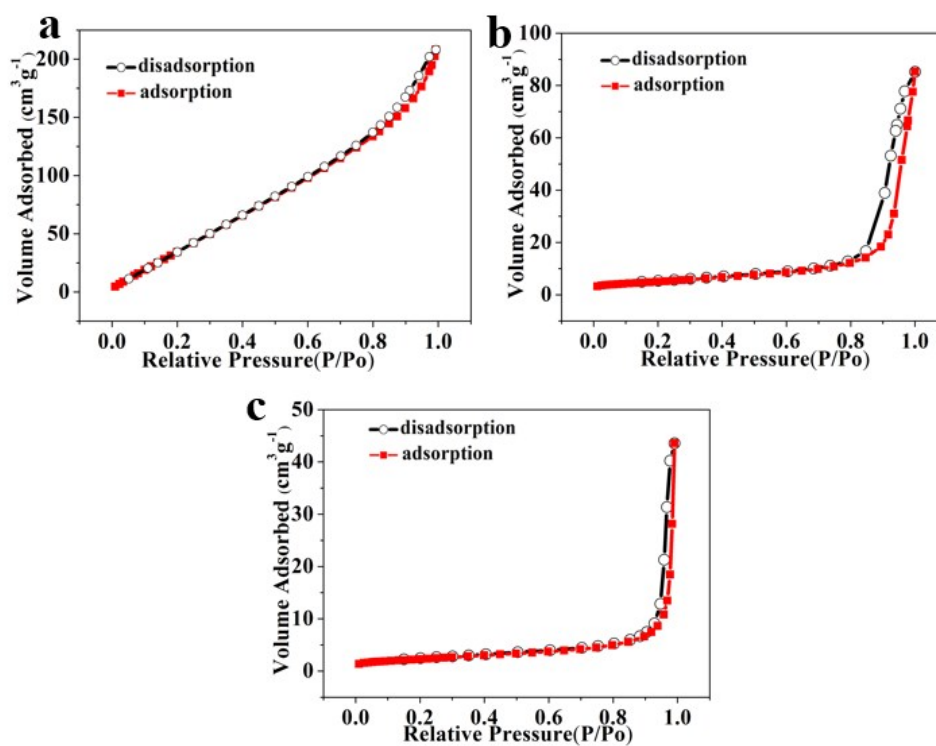 a
disadsorption
adsorption
Volume Adsorbed (cm³g⁻¹)
200
150
100
50
0
0.0 0.2 0.4 0.6 0.8 1.0
Relative Pressure(P/Po)
b
disadsorption
adsorption
Volume Adsorbed (cm³g⁻¹)
100
80
60
40
20
0
0.0 0.2 0.4 0.6 0.8 1.0
Relative Pressure(P/Po)
c
disadsorption
adsorption
Volume Adsorbed (cm³g⁻¹)
50
40
30
20
10
0
0.0 0.2 0.4 0.6 0.8 1.0
Relative Pressure(P/Po)